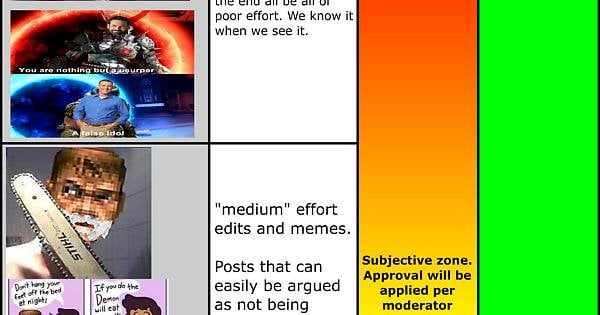 the end all be all of
poor effort. We know it
when we see it.
You are nothing but a usurper
A false Idol
"medium" effort
edits and memes.
Posts that can
easily be argued
as not being
Subjective zone.
Approval will be
applied per
moderator
STIHL
Don't hang your
feet off the bed
at night!
If you do the
Demon
will eat